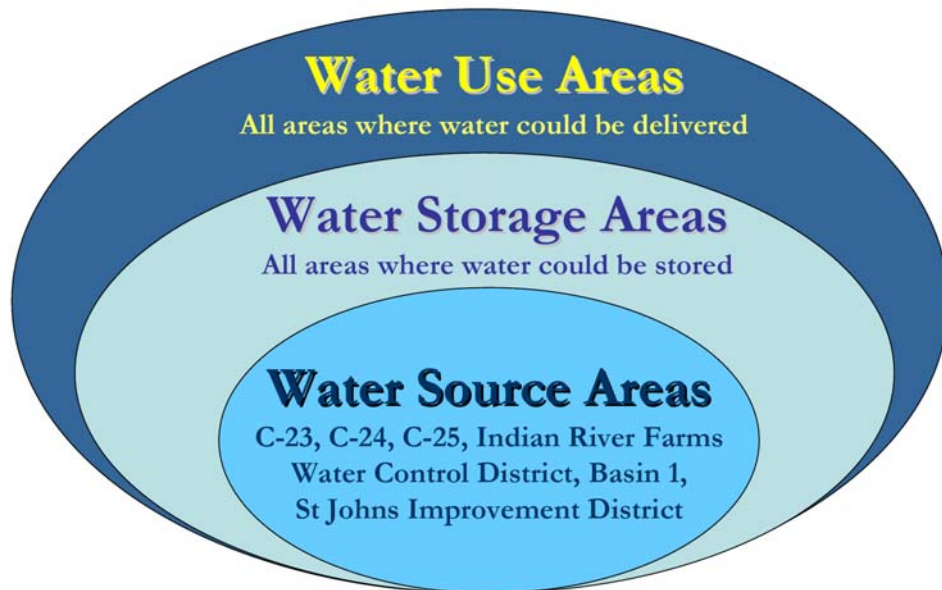 Water Use Areas
All areas where water could be delivered
Water Storage Areas
All areas where water could be stored
Water Source Areas
C-23, C-24, C-25, Indian River Farms
Water Control District, Basin 1,
St Johns Improvement District